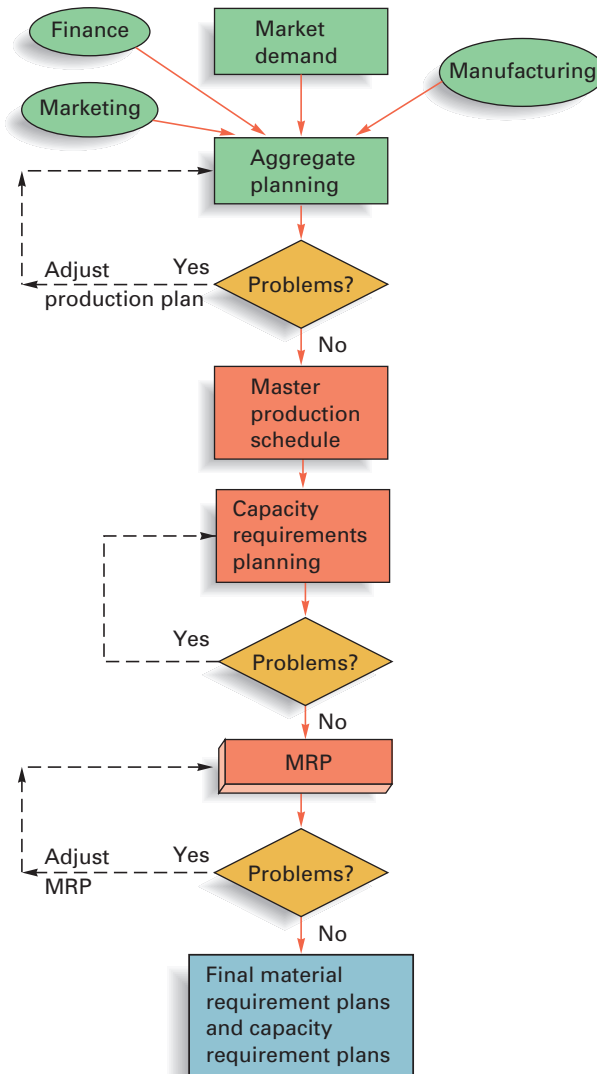 Finance
Market
demand
Manufacturing
Marketing
Aggregate
planning
Adjust
production plan
Yes
Problems?
No
Master
production
schedule
Capacity
requirements
planning
Yes
Problems?
No
MRP
Adjust
MRP
Yes
Problems?
No
Final material
requirement plans
and capacity
requirement plans